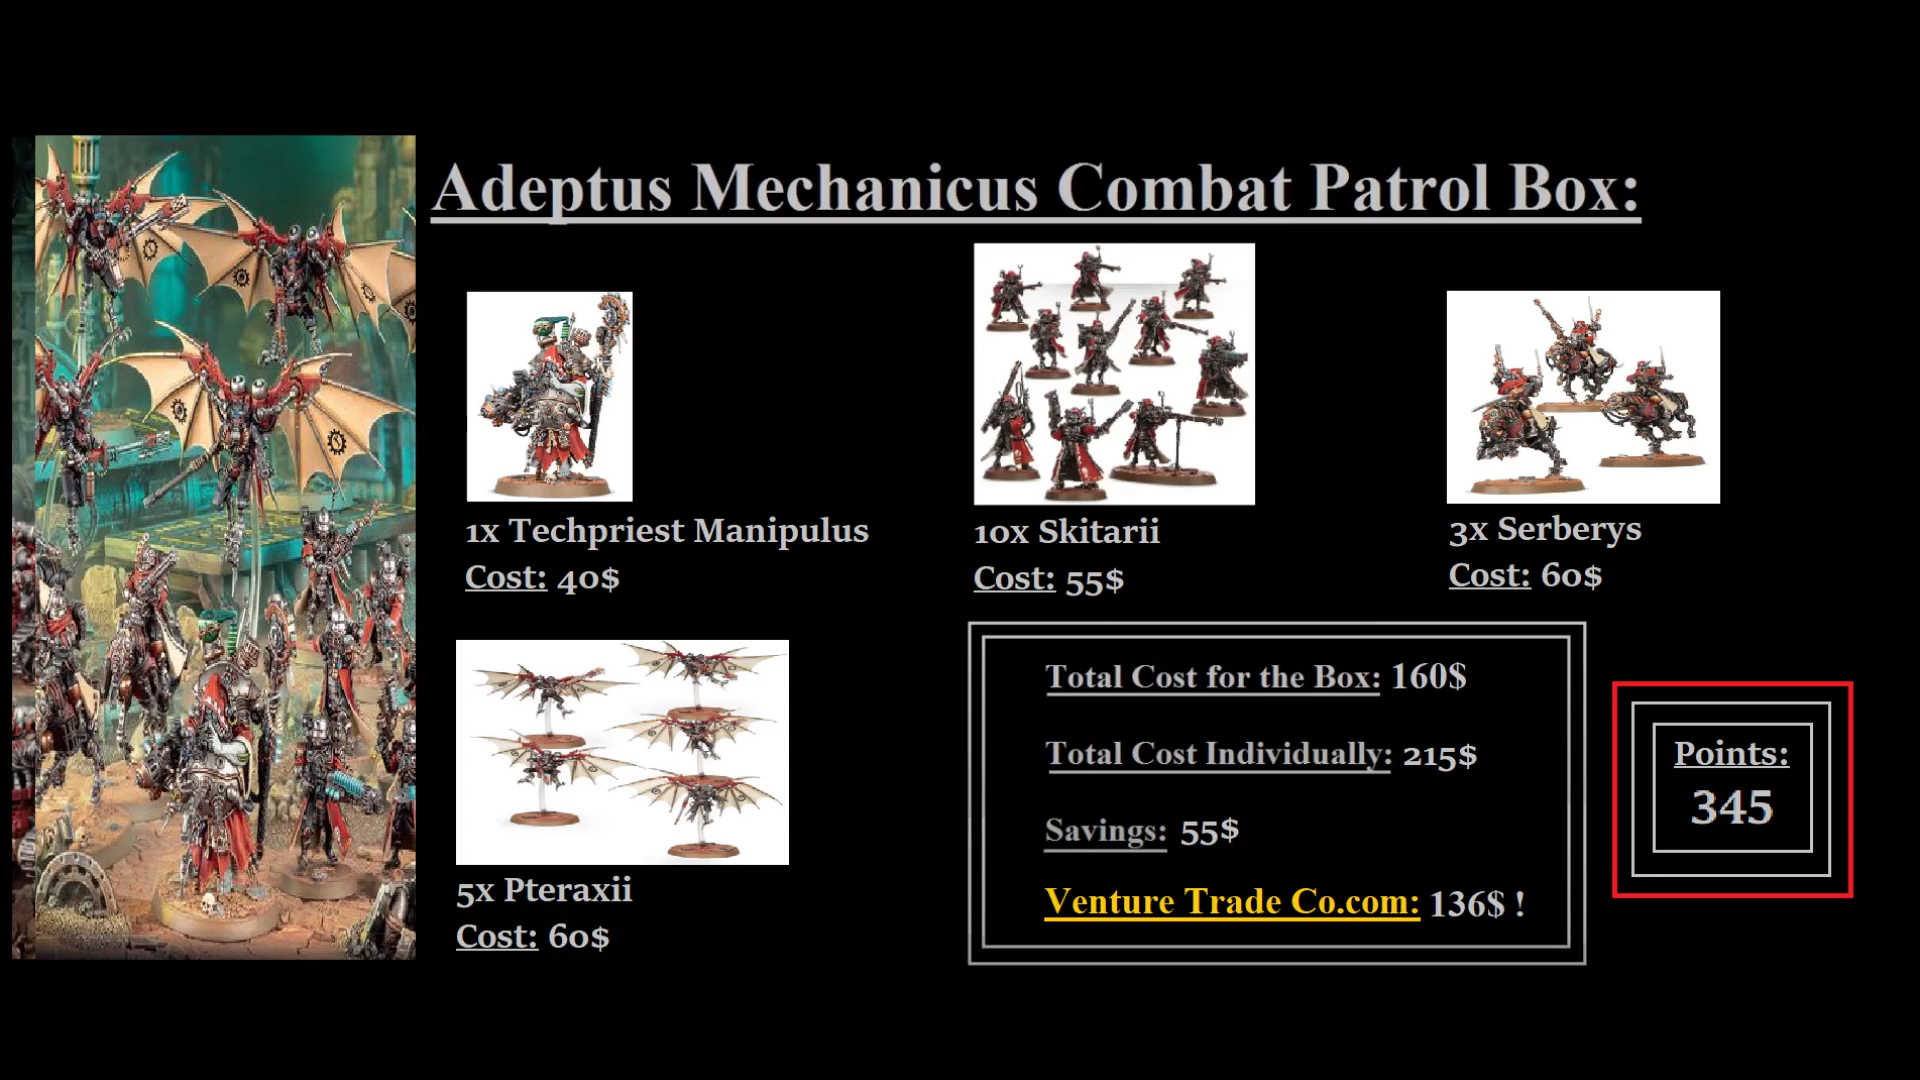 Adeptus Mechanicus Combat Patrol Box:
1x Techpriest Manipulus
Cost: 40$
10x Skitarii
Cost: 55$
3x Serberys
Cost: 60$
5x Pteraxii
Cost: 60$
Total Cost for the Box: 160$
Total Cost Individually: 215$
Savings: 55$
Venture Trade Co.com: 136$ !
Points:
345